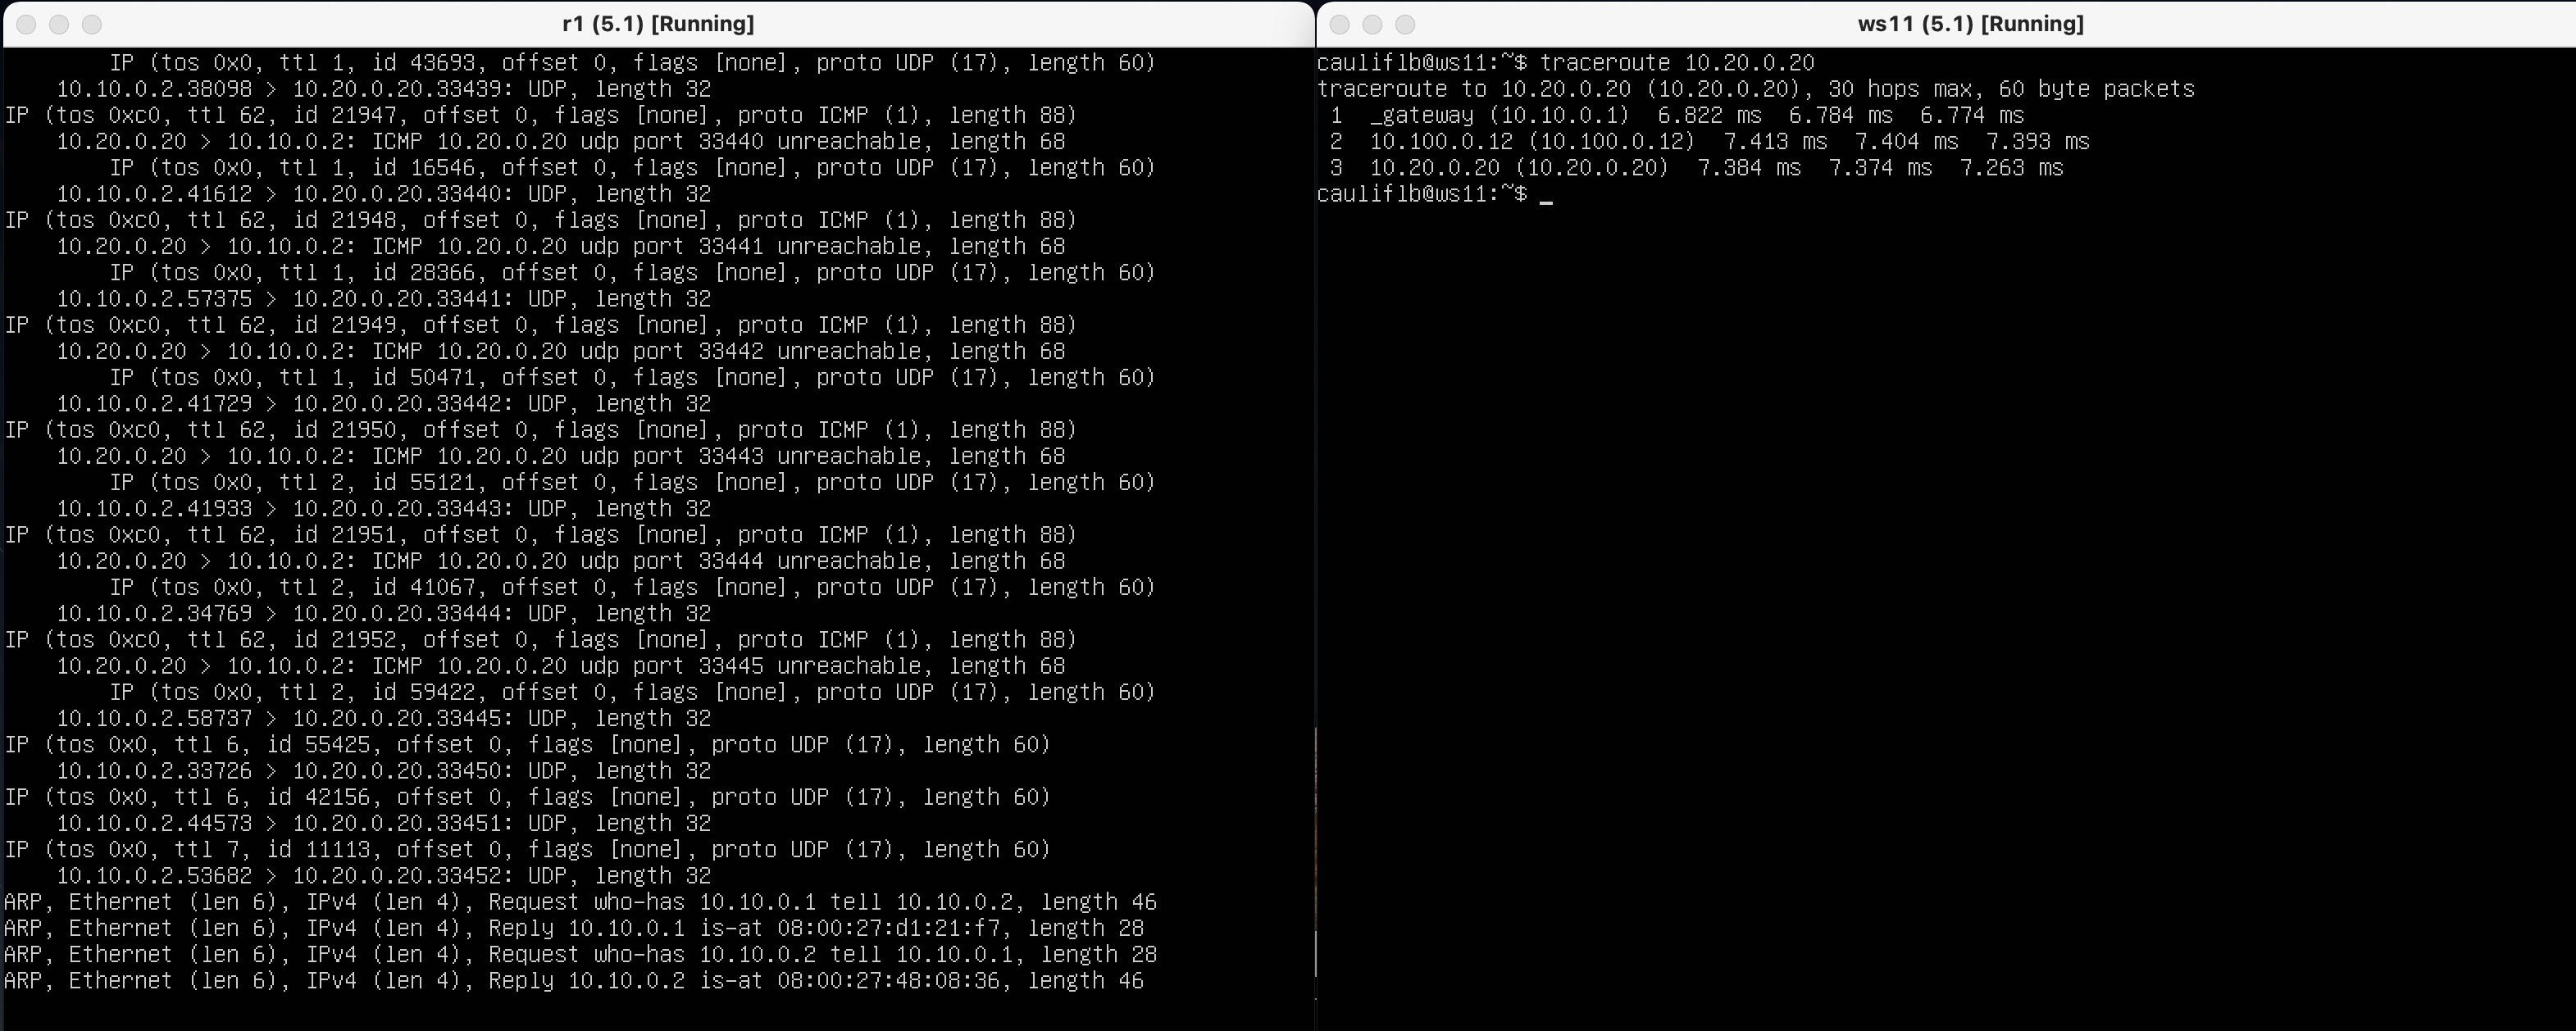 r1 (5.1) [Running]
        IP (tos 0x0, ttl 1, id 43693, offset 0, flags [none], proto UDP (17), length 60)
    10.10.0.2.38098 > 10.20.0.20.33439: UDP, length 32
IP (tos 0xc0, ttl 62, id 21947, offset 0, flags [none], proto ICMP (1), length 88)
    10.20.0.20 > 10.10.0.2: ICMP 10.20.0.20 udp port 33440 unreachable, length 68
        IP (tos 0x0, ttl 1, id 16546, offset 0, flags [none], proto UDP (17), length 60)
    10.10.0.2.41612 > 10.20.0.20.33440: UDP, length 32
IP (tos 0xc0, ttl 62, id 21948, offset 0, flags [none], proto ICMP (1), length 88)
    10.20.0.20 > 10.10.0.2: ICMP 10.20.0.20 udp port 33441 unreachable, length 68
        IP (tos 0x0, ttl 1, id 28366, offset 0, flags [none], proto UDP (17), length 60)
    10.10.0.2.57375 > 10.20.0.20.33441: UDP, length 32
IP (tos 0xc0, ttl 62, id 21949, offset 0, flags [none], proto ICMP (1), length 88)
    10.20.0.20 > 10.10.0.2: ICMP 10.20.0.20 udp port 33442 unreachable, length 68
        IP (tos 0x0, ttl 1, id 50471, offset 0, flags [none], proto UDP (17), length 60)
    10.10.0.2.41729 > 10.20.0.20.33442: UDP, length 32
IP (tos 0xc0, ttl 62, id 21950, offset 0, flags [none], proto ICMP (1), length 88)
    10.20.0.20 > 10.10.0.2: ICMP 10.20.0.20 udp port 33443 unreachable, length 68
        IP (tos 0x0, ttl 2, id 55121, offset 0, flags [none], proto UDP (17), length 60)
    10.10.0.2.41933 > 10.20.0.20.33443: UDP, length 32
IP (tos 0xc0, ttl 62, id 21951, offset 0, flags [none], proto ICMP (1), length 88)
    10.20.0.20 > 10.10.0.2: ICMP 10.20.0.20 udp port 33444 unreachable, length 68
        IP (tos 0x0, ttl 2, id 41067, offset 0, flags [none], proto UDP (17), length 60)
    10.10.0.2.34769 > 10.20.0.20.33444: UDP, length 32
IP (tos 0xc0, ttl 62, id 21952, offset 0, flags [none], proto ICMP (1), length 88)
    10.20.0.20 > 10.10.0.2: ICMP 10.20.0.20 udp port 33445 unreachable, length 68
        IP (tos 0x0, ttl 2, id 59422, offset 0, flags [none], proto UDP (17), length 60)
    10.10.0.2.58737 > 10.20.0.20.33445: UDP, length 32
IP (tos 0x0, ttl 6, id 55425, offset 0, flags [none], proto UDP (17), length 60)
    10.10.0.2.33726 > 10.20.0.20.33450: UDP, length 32
IP (tos 0x0, ttl 6, id 42156, offset 0, flags [none], proto UDP (17), length 60)
    10.10.0.2.44573 > 10.20.0.20.33451: UDP, length 32
IP (tos 0x0, ttl 7, id 11113, offset 0, flags [none], proto UDP (17), length 60)
    10.10.0.2.53682 > 10.20.0.20.33452: UDP, length 32
ARP, Ethernet (len 6), IPv4 (len 4), Request who-has 10.10.0.1 tell 10.10.0.2, length 46
ARP, Ethernet (len 6), IPv4 (len 4), Reply 10.10.0.1 is-at 08:00:27:d1:21:f7, length 28
ARP, Ethernet (len 6), IPv4 (len 4), Request who-has 10.10.0.2 tell 10.10.0.1, length 28
ARP, Ethernet (len 6), IPv4 (len 4), Reply 10.10.0.2 is-at 08:00:27:48:08:36, length 46
ws11 (5.1) [Running]
cauliflb@ws11:~$ traceroute 10.20.0.20
traceroute to 10.20.0.20 (10.20.0.20), 30 hops max, 60 byte packets
 1  _gateway (10.10.0.1)  6.822 ms  6.784 ms  6.774 ms
 2  10.100.0.12 (10.100.0.12)  7.413 ms  7.404 ms  7.393 ms
 3  10.20.0.20 (10.20.0.20)  7.384 ms  7.374 ms  7.263 ms
cauliflb@ws11:~$ _